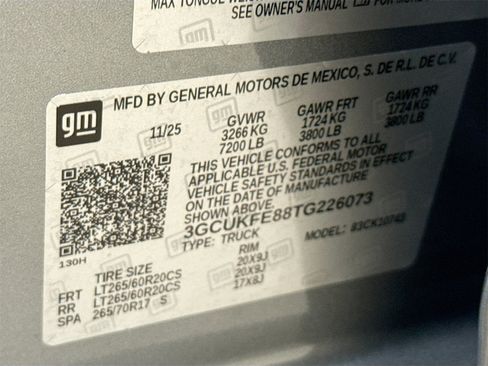 MAX TONGUE WEIGHT
SEE OWNER'S MANUAL FOR MORE
gm
MFD BY GENERAL MOTORS DE MEXICO, S. DE R.L. DE C.V.
11/25 GVWR GAWR FRT GAWR RR
3266 KG 1724 KG 1724 KG
7200 LB 3800 LB 3800 LB
THIS VEHICLE CONFORMS TO ALL
APPLICABLE U.S. FEDERAL MOTOR
VEHICLE SAFETY STANDARDS IN EFFECT
ON THE DATE OF MANUFACTURE
SHOWN ABOVE.
3GCUKFE88TG226073
TYPE: TRUCK MODEL:
130H
TIRE SIZE RIM
FRT LT265/60R20CS 20X9J
RR LT265/60R20CS 20X9J
SPA 265/70R17 S 17X8J